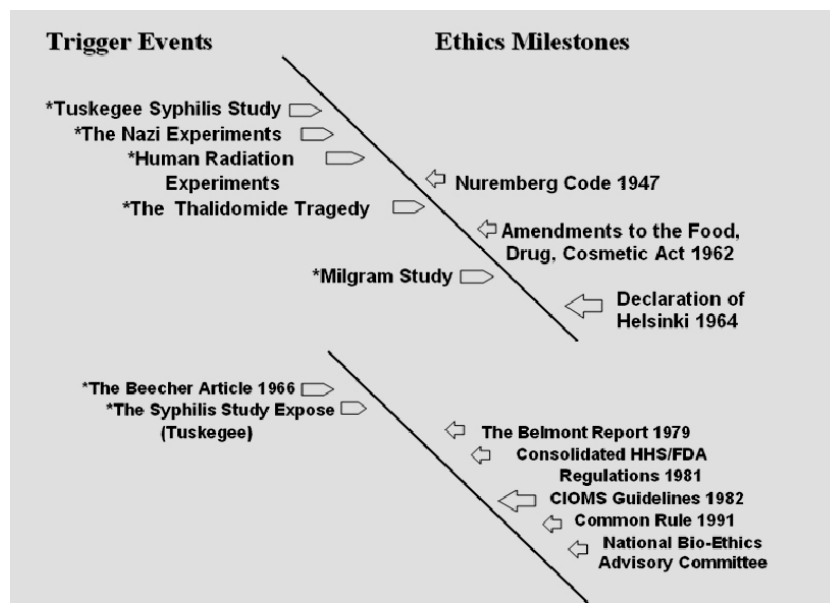 Trigger Events
Ethics Milestones
*Tuskegee Syphilis Study
*The Nazi Experiments
*Human Radiation
Experiments
Nuremberg Code 1947
*The Thalidomide Tragedy
Amendments to the Food,
Drug, Cosmetic Act 1962
*Milgram Study
Declaration of
Helsinki 1964
*The Beecher Article 1966
*The Syphilis Study Expose
(Tuskegee)
The Belmont Report 1979
Consolidated HHS/FDA
Regulations 1981
CIOMS Guidelines 1982
Common Rule 1991
National Bio-Ethics
Advisory Committee